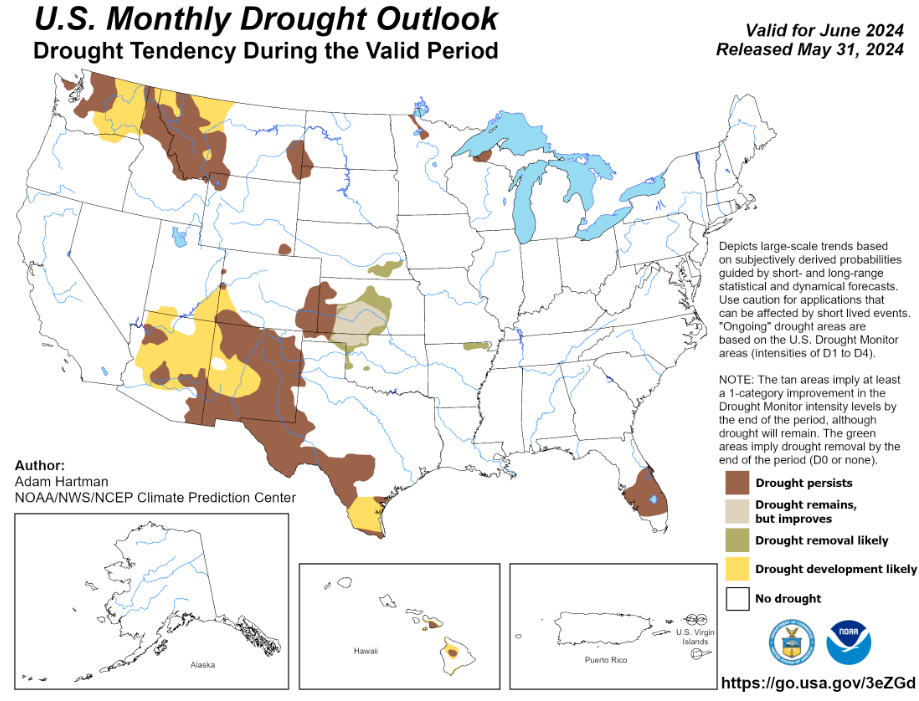 U.S. Monthly Drought Outlook
Drought Tendency During the Valid Period
Valid for June 2024
Released May 31, 2024
Depicts large-scale trends based
on subjectively derived probabilities
guided by short- and long-range
statistical and dynamical forecasts.
Use caution for applications that
can be affected by short lived events.
"Ongoing" drought areas are
based on the U.S. Drought Monitor
areas (intensities of D1 to D4).
NOTE: The tan areas imply at least
a 1-category improvement in the
Drought Monitor intensity levels by
the end of the period, although
drought will remain. The green
areas imply drought removal by the
end of the period (D0 or none).
Author:
Adam Hartman
NOAA/NWS/NCEP Climate Prediction Center
Drought persists
Drought remains,
but improves
Drought removal likely
Drought development likely
No drought
Alaska
Hawaii
Puerto Rico
U.S. Virgin
Islands
NOAA
https://go.usa.gov/3eZGd